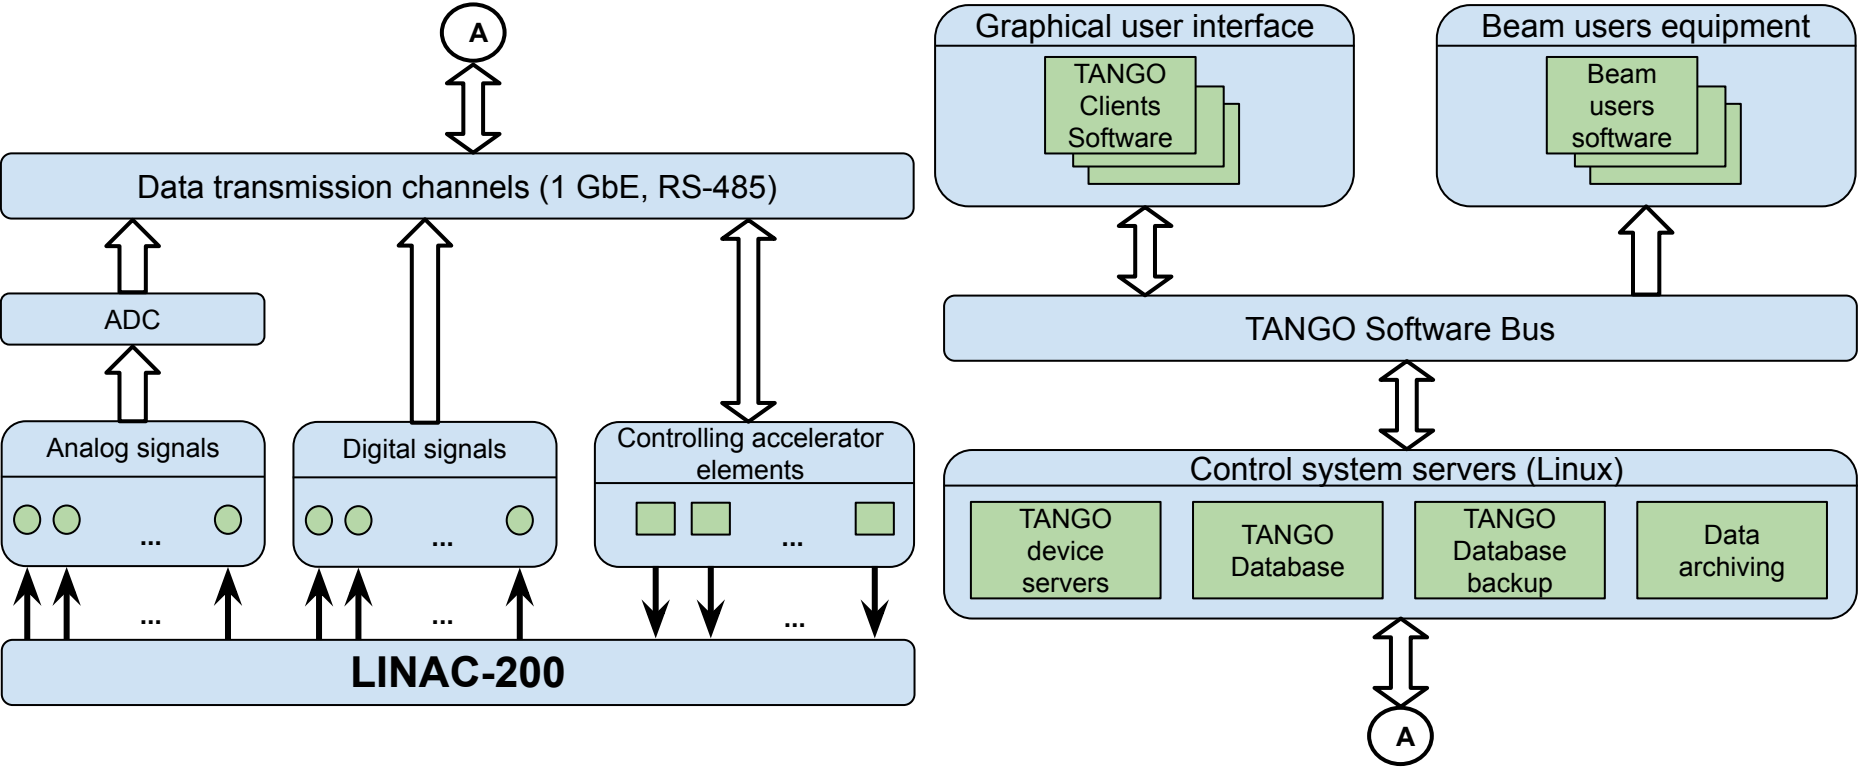 A
Data transmission channels (1 GbE, RS-485)
ADC
Analog signals
...
Digital signals
...
Controlling accelerator
elements
...
...
...
...
LINAC-200
Graphical user interface
TANGO
Clients
Software
Beam users equipment
Beam
users
software
TANGO Software Bus
Control system servers (Linux)
TANGO
device
servers
TANGO
Database
TANGO
Database
backup
Data
archiving
A